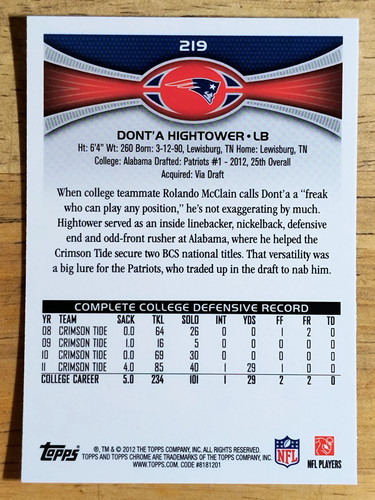 219
DONT'A HIGHTOWER • LB
Ht: 6'4" Wt: 260 Born: 3-12-90, Lewisburg, TN Home: Lewisburg, TN
College: Alabama Drafted: Patriots #1 - 2012, 25th Overall
Acquired: Via Draft
When college teammate Rolando McClain calls Dont'a a “freak
who can play any position,” he's not exaggerating by much.
Hightower served as an inside linebacker, nickelback, defensive
end and odd-front rusher at Alabama, where he helped the
Crimson Tide secure two BCS national titles. That versatility was
a big lure for the Patriots, who traded up in the draft to nab him.
COMPLETE COLLEGE DEFENSIVE RECORD
YR TEAM SACK TKL SOLO INT YDS FF FR TD
08 CRIMSON TIDE 0.0 64 26 0 0 1 2 0
09 CRIMSON TIDE 1.0 16 5 0 0 0 0 0
10 CRIMSON TIDE 0.0 69 30 0 0 0 0 0
11 CRIMSON TIDE 4.0 85 40 1 29 1 0 0
COLLEGE CAREER 5.0 234 101 1 29 2 2 0
Topps
®, TM & © 2012 THE TOPPS COMPANY, INC. ALL RIGHTS RESERVED.
TOPPS AND TOPPS CHROME ARE TRADEMARKS OF THE TOPPS COMPANY, INC.
WWW.TOPPS.COM. CODE #8181201
NFL
NFL PLAYERS